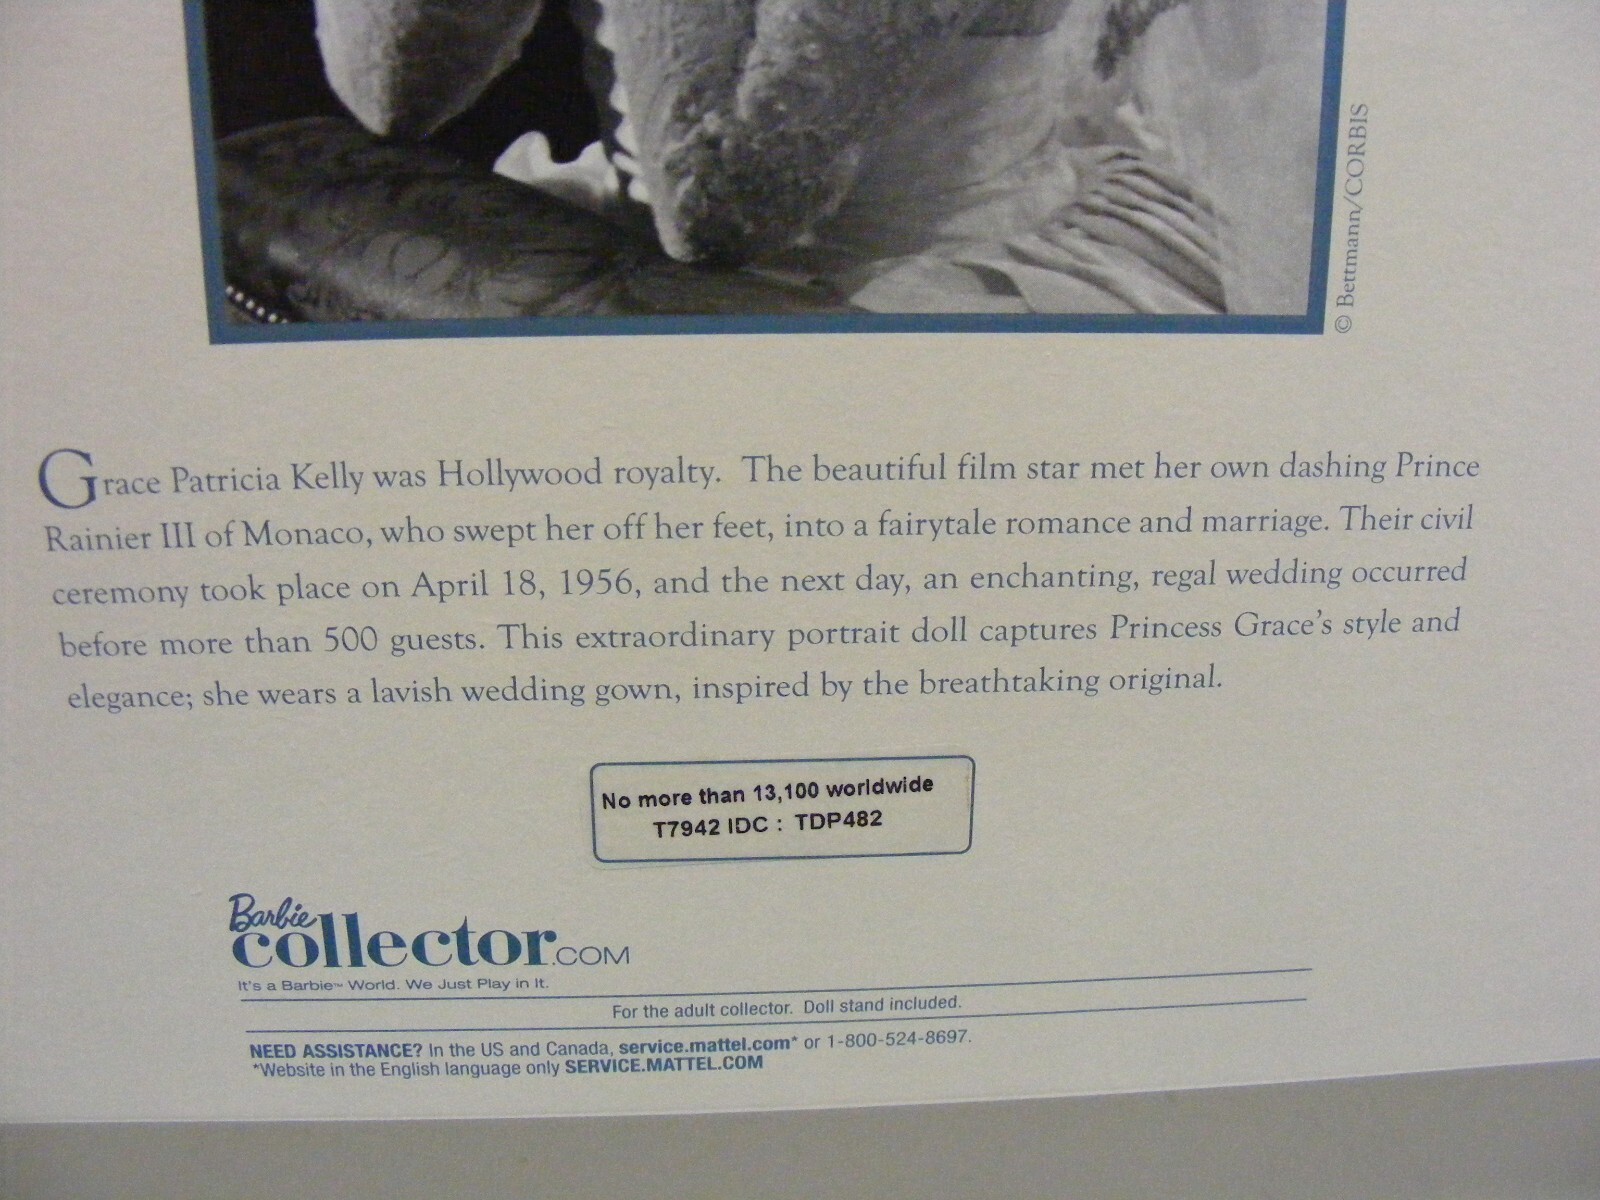 © Bettmann/CORBIS
Grace Patricia Kelly was Hollywood royalty. The beautiful film star met her own dashing Prince
Rainier III of Monaco, who swept her off her feet, into a fairytale romance and marriage. Their civil
ceremony took place on April 18, 1956, and the next day, an enchanting, regal wedding occurred
before more than 500 guests. This extraordinary portrait doll captures Princess Grace's style and
elegance; she wears a lavish wedding gown, inspired by the breathtaking original.
No more than 13,100 worldwide
T7942 IDC : TDP482
Barbie
collector.COM
It's a Barbie™ World. We Just Play in It.
For the adult collector. Doll stand included.
NEED ASSISTANCE? In the US and Canada, service.mattel.com* or 1-800-524-8697.
*Website in the English language only SERVICE.MATTEL.COM